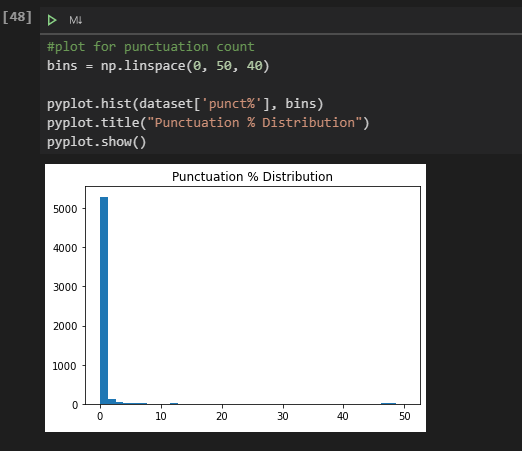 [48]
M↓
#plot for punctuation count
bins = np.linspace(0, 50, 40)
pyplot.hist(dataset['punct%'], bins)
pyplot.title("Punctuation % Distribution")
pyplot.show()
Punctuation % Distribution
5000
4000
3000
2000
1000
0
0 10 20 30 40 50